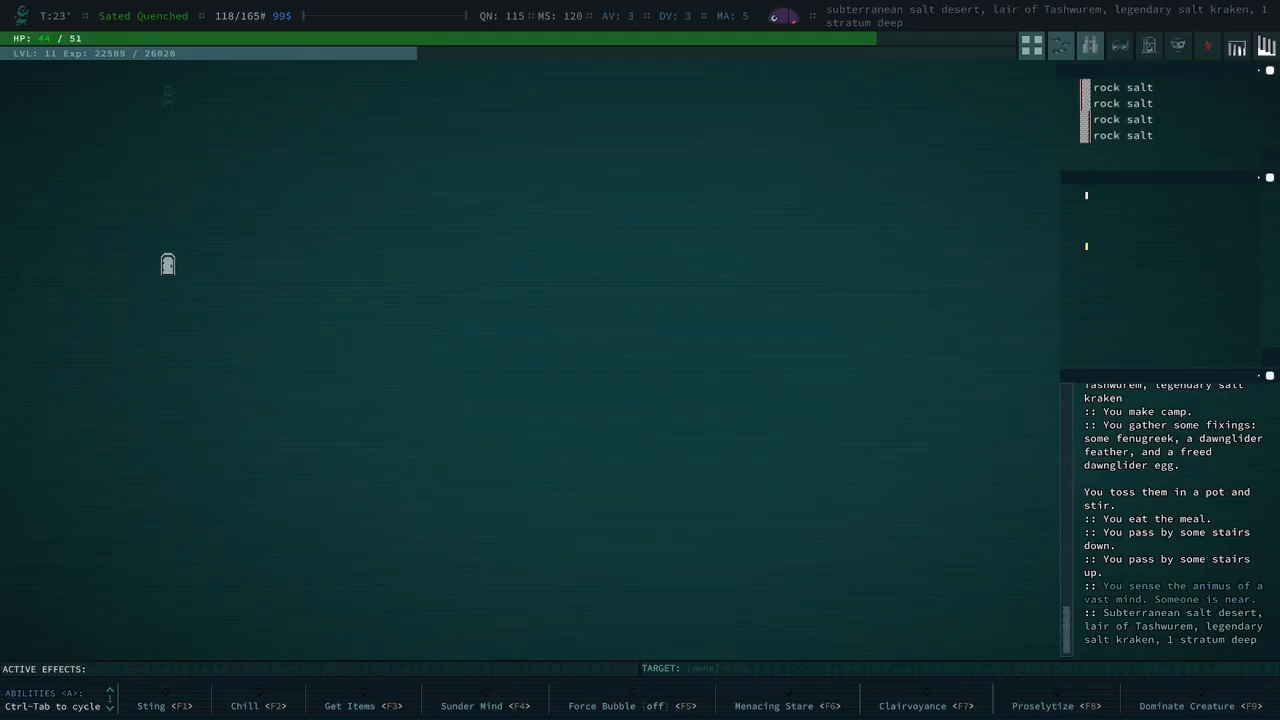 T:23° :: Sated Quenched :: 118/165# 99$ QN: 115 :: MS: 120 :: AV: 3 :: DV: 3 :: MA: 5 :: subterranean salt desert, lair of Tashwurem, legendary salt kraken, 1
stratum deep
HP: 44 / 51
LVL: 11 Exp: 22589 / 26020
rock salt
rock salt
rock salt
rock salt
Tashwurem, legendary salt
kraken
:: You make camp.
:: You gather some fixings:
some fenugreek, a dawnglider
feather, and a freed
dawnglider egg.
You toss them in a pot and
stir.
:: You eat the meal.
:: You pass by some stairs
down.
:: You pass by some stairs
up.
:: You sense the animus of a
vast mind. Someone is near.
:: Subterranean salt desert,
lair of Tashwurem, legendary
salt kraken, 1 stratum deep
ACTIVE EFFECTS: TARGET: [none]
ABILITIES <A>: 1
Ctrl-Tab to cycle Sting <F1> Chill <F2> Get Items <F3> Sunder Mind <F4> Force Bubble [off] <F5> Menacing Stare <F6> Clairvoyance <F7> Proselytize <F8> Dominate Creature <F9>